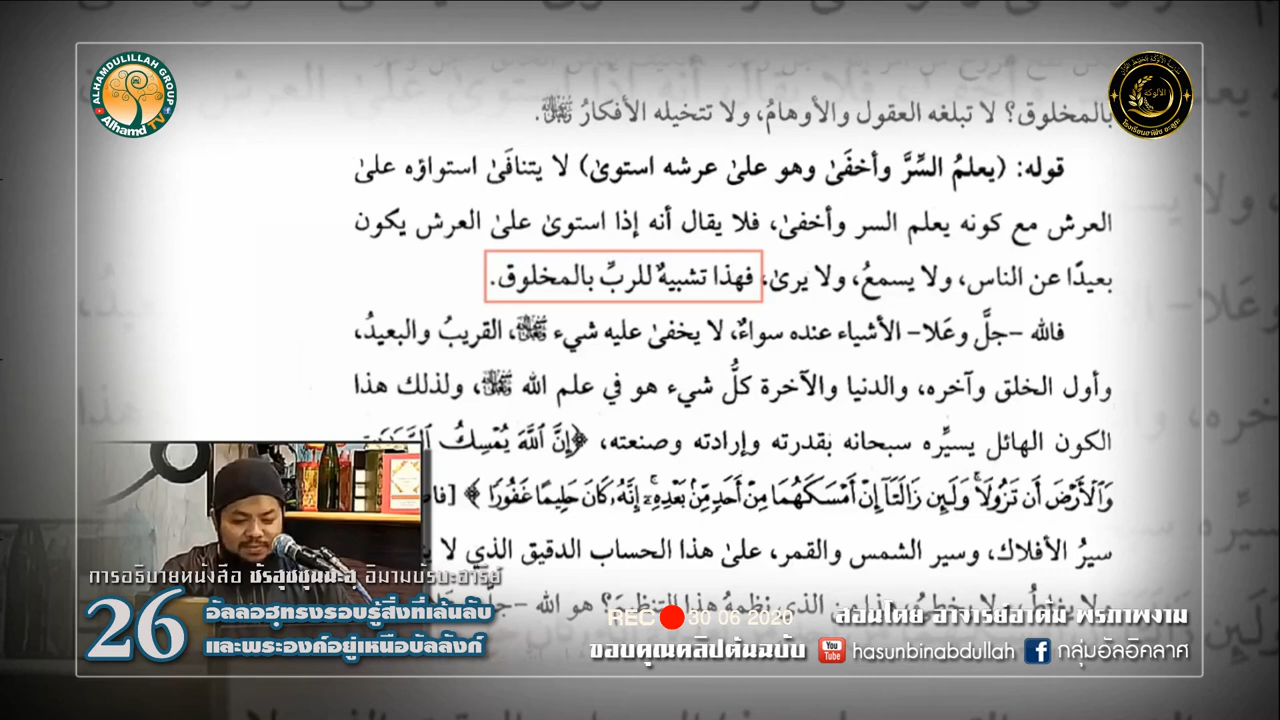 ALHAMDULILLAH GROUP
Alhamd TV
الألوكة
بالمخلوق؟ لا تبلغه العقول والأوهامُ، ولا تتخيله الأفكارُ ﷾.
قوله: (يعلمُ السِّرَّ وأخفَىٰ وهو علىٰ عرشه استوىٰ) لا يتنافَىٰ استواؤه علىٰ
العرش مع كونه يعلم السر وأخفىٰ، فلا يقال أنه إذا استوىٰ علىٰ العرش يكون
بعيدًا عن الناس، ولا يسمعُ، ولا يرىٰ، فهذا تشبيهٌ للربِّ بالمخلوق.
فالله -جلَّ وعَلا- الأشياء عنده سواءٌ، لا يخفىٰ عليه شيء ﷾، القريبُ والبعيدُ،
وأول الخلق وآخره، والدنيا والآخرة كلُّ شيء هو في علم الله ﷾، ولذلك هذا
الكون الهائل يسيِّره سبحانه بقدرته وإرادته وصنعته، ﴿إِنَّ ٱللَّهَ يُمْسِكُ
وَٱلْأَرْضَ أَن تَزُولَا ۚ وَلَئِن زَالَتَآ إِنْ أَمْسَكَهُمَا مِنْ أَحَدٍ مِّنۢ بَعْدِهِۦٓ ۚ إِنَّهُۥ كَانَ حَلِيمًا غَفُورًا﴾
سيرُ الأفلاك، وسير الشمس والقمر، علىٰ هذا الحساب الدقيق الذي لا
هو الله
การอธิบายหนังสือ ชัรฮุซซุนนะฮฺ อิมามบัรบะฮารีย์
26 อัลลอฮฺทรงรอบรู้สิ่งที่เล้นลับ
และพระองค์อยู่เหนือบัลลังก์
REC 30 06 2020
สอนโดย อาจารย์อาดัม พรภาพงาม
ขอบคุณคลิปต้นฉบับ You Tube hasunbinabdullah f กลุ่มอัลอิคลาศ